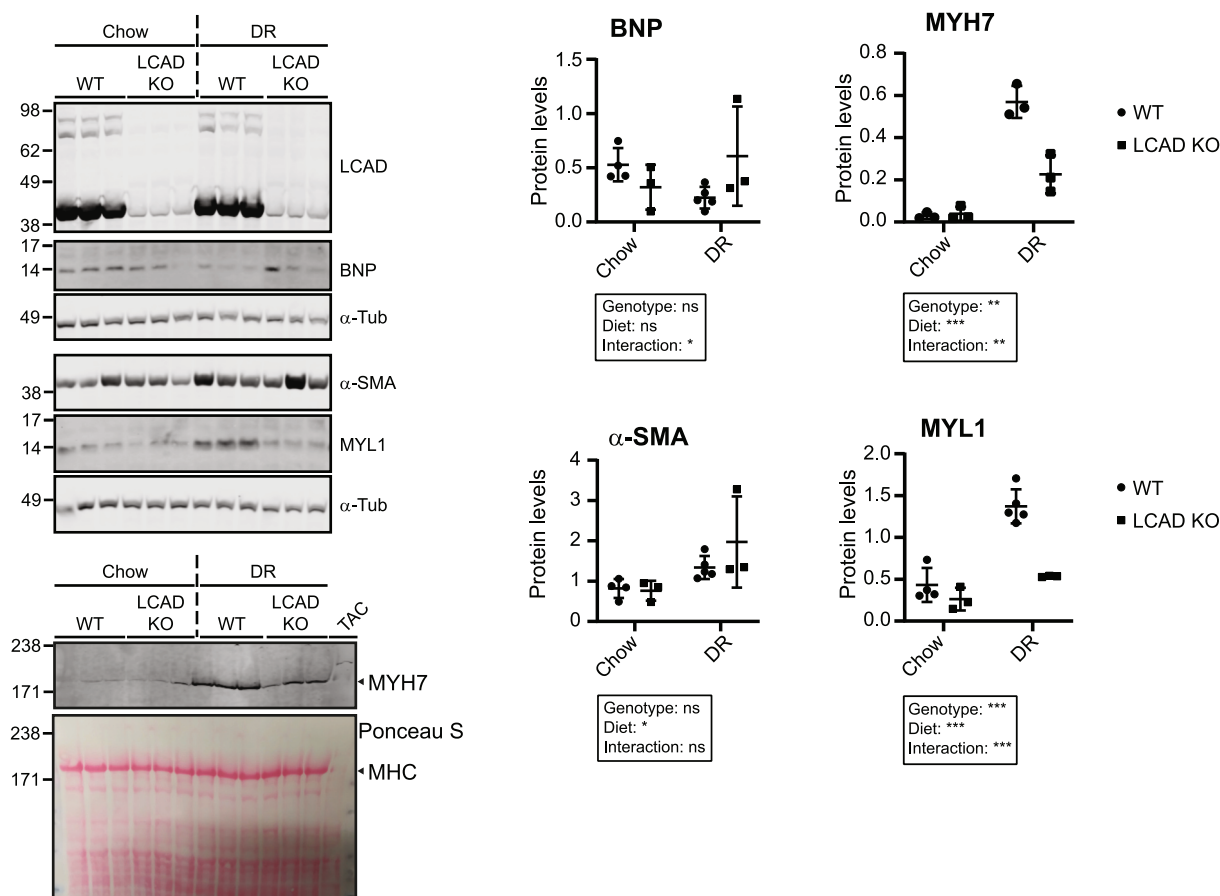 Chow DR
WT LCAD KO WT LCAD KO
98
62
49
38
LCAD
17
14
BNP
49
α-Tub
38
α-SMA
17
14
MYL1
49
α-Tub
Chow DR
WT LCAD KO WT LCAD KO TAC
238
171
MYH7
238
171
Ponceau S
MHC
BNP
Protein levels
1.5
1.0
0.5
0.0
Chow DR
Genotype: ns
Diet: ns
Interaction: *
MYH7
Protein levels
0.8
0.6
0.4
0.2
0.0
Chow DR
WT
LCAD KO
Genotype: **
Diet: ***
Interaction: **
α-SMA
Protein levels
4
3
2
1
0
Chow DR
Genotype: ns
Diet: *
Interaction: ns
MYL1
Protein levels
2.0
1.5
1.0
0.5
0.0
Chow DR
WT
LCAD KO
Genotype: ***
Diet: ***
Interaction: ***